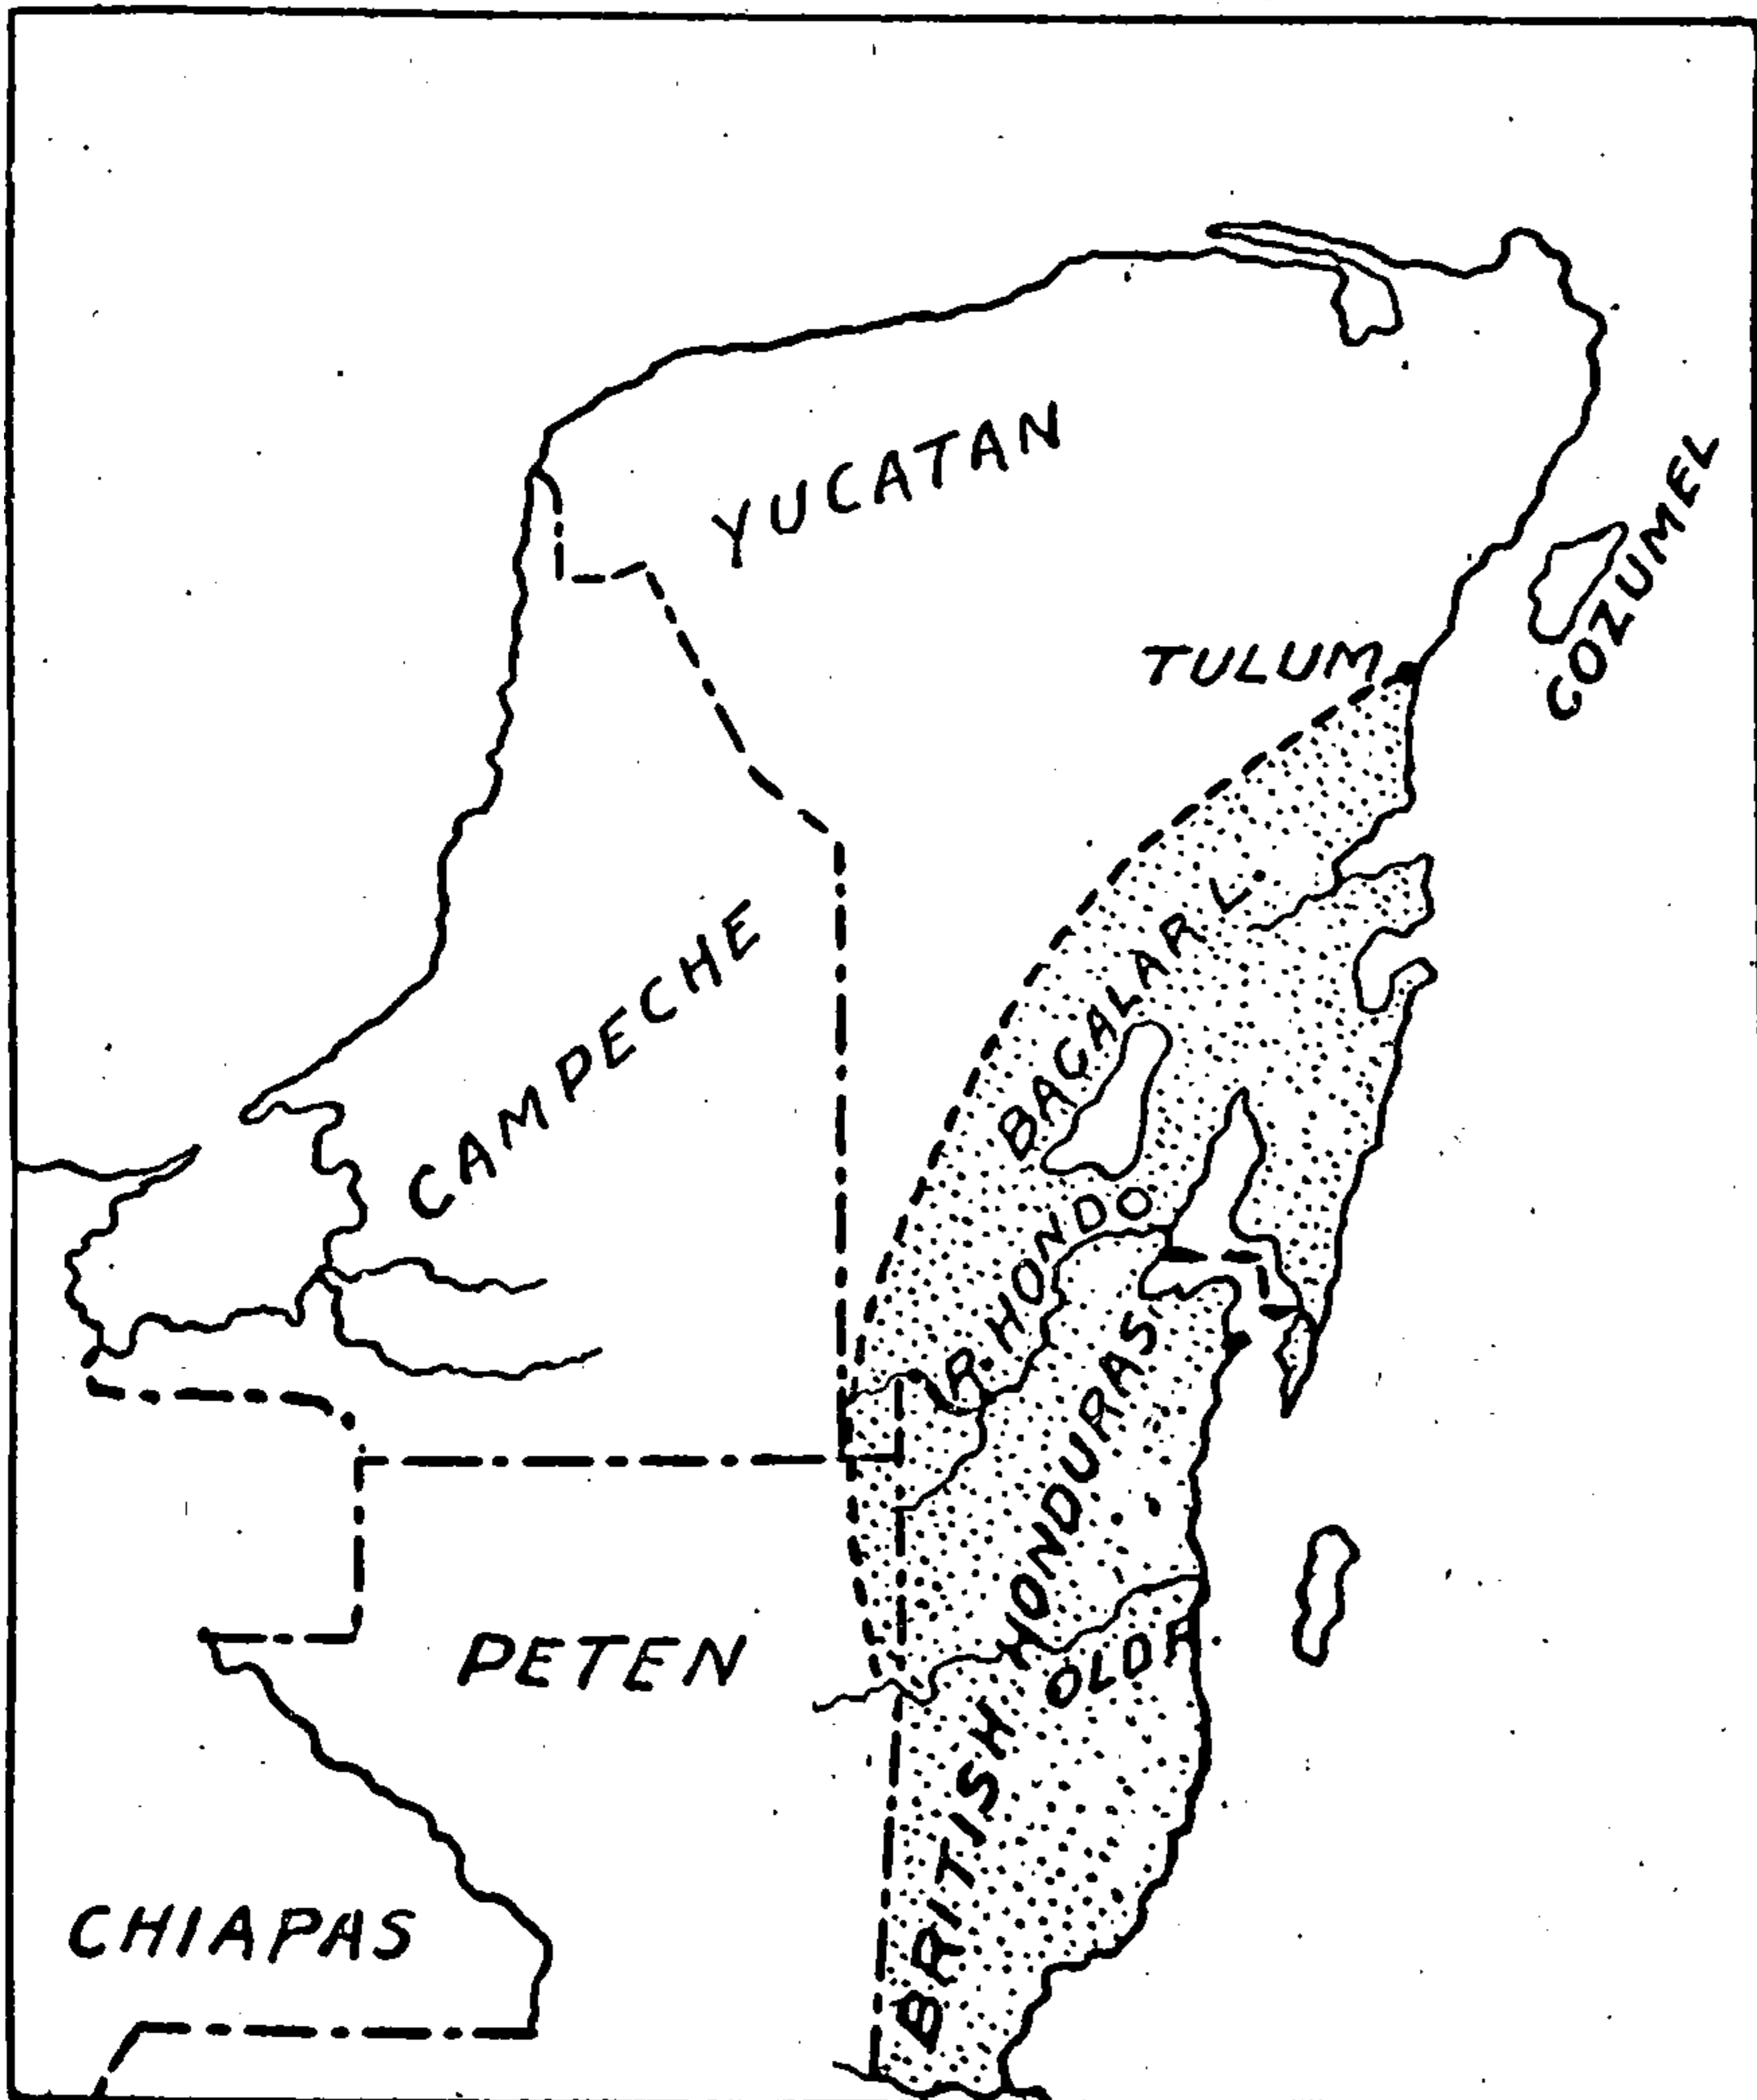 YUCATAN
COZUMEL
TULUM
BACALAR L.
CAMPECHE
R. HONDO
BRITISH HONDURAS
OLD R
PETEN
CHIAPAS